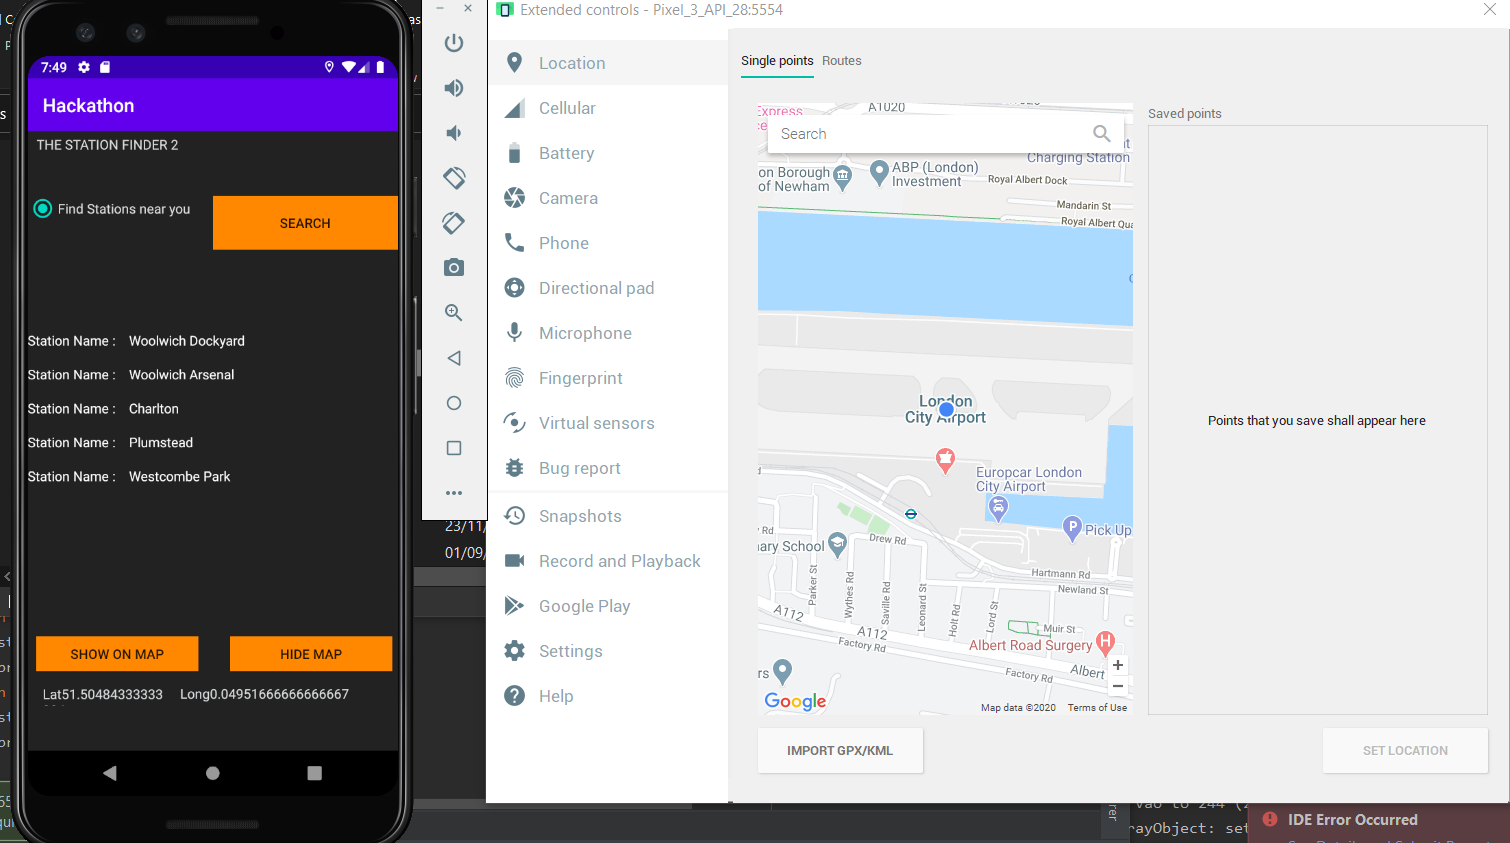 7:49
Hackathon
THE STATION FINDER 2
Find Stations near you
SEARCH
Station Name : Woolwich Dockyard
Station Name : Woolwich Arsenal
Station Name : Charlton
Station Name : Plumstead
Station Name : Westcombe Park
SHOW ON MAP
HIDE MAP
Lat51.50484333333
Long0.04951666666666667
23/11/
01/09/
Extended controls - Pixel_3_API_28:5554
Location
Cellular
Battery
Camera
Phone
Directional pad
Microphone
Fingerprint
Virtual sensors
Bug report
Snapshots
Record and Playback
Google Play
Settings
Help
Single points
Routes
Express
A1020
Search
Charging Station
on Borough
of Newham
ABP (London)
Investment
Royal Albert Dock
Mandarin St
Royal Albert Qua
London
City Airport
Europcar London
City Airport
P
Pick Up
Rd
Drew Rd
ary School
Parker St
Wythes Rd
Saville Rd
Leonard St
Holt Rd
Lord St
Hartmann Rd
Newland St
A112
A112
Muir St
Factory Rd
Albert Road Surgery
H
Albert
Factory Rd
rs
+
−
Google
Map data ©2020
Terms of Use
IMPORT GPX/KML
Saved points
Points that you save shall appear here
SET LOCATION
vao to 244 (
rayObject: set
rer
IDE Error Occurred